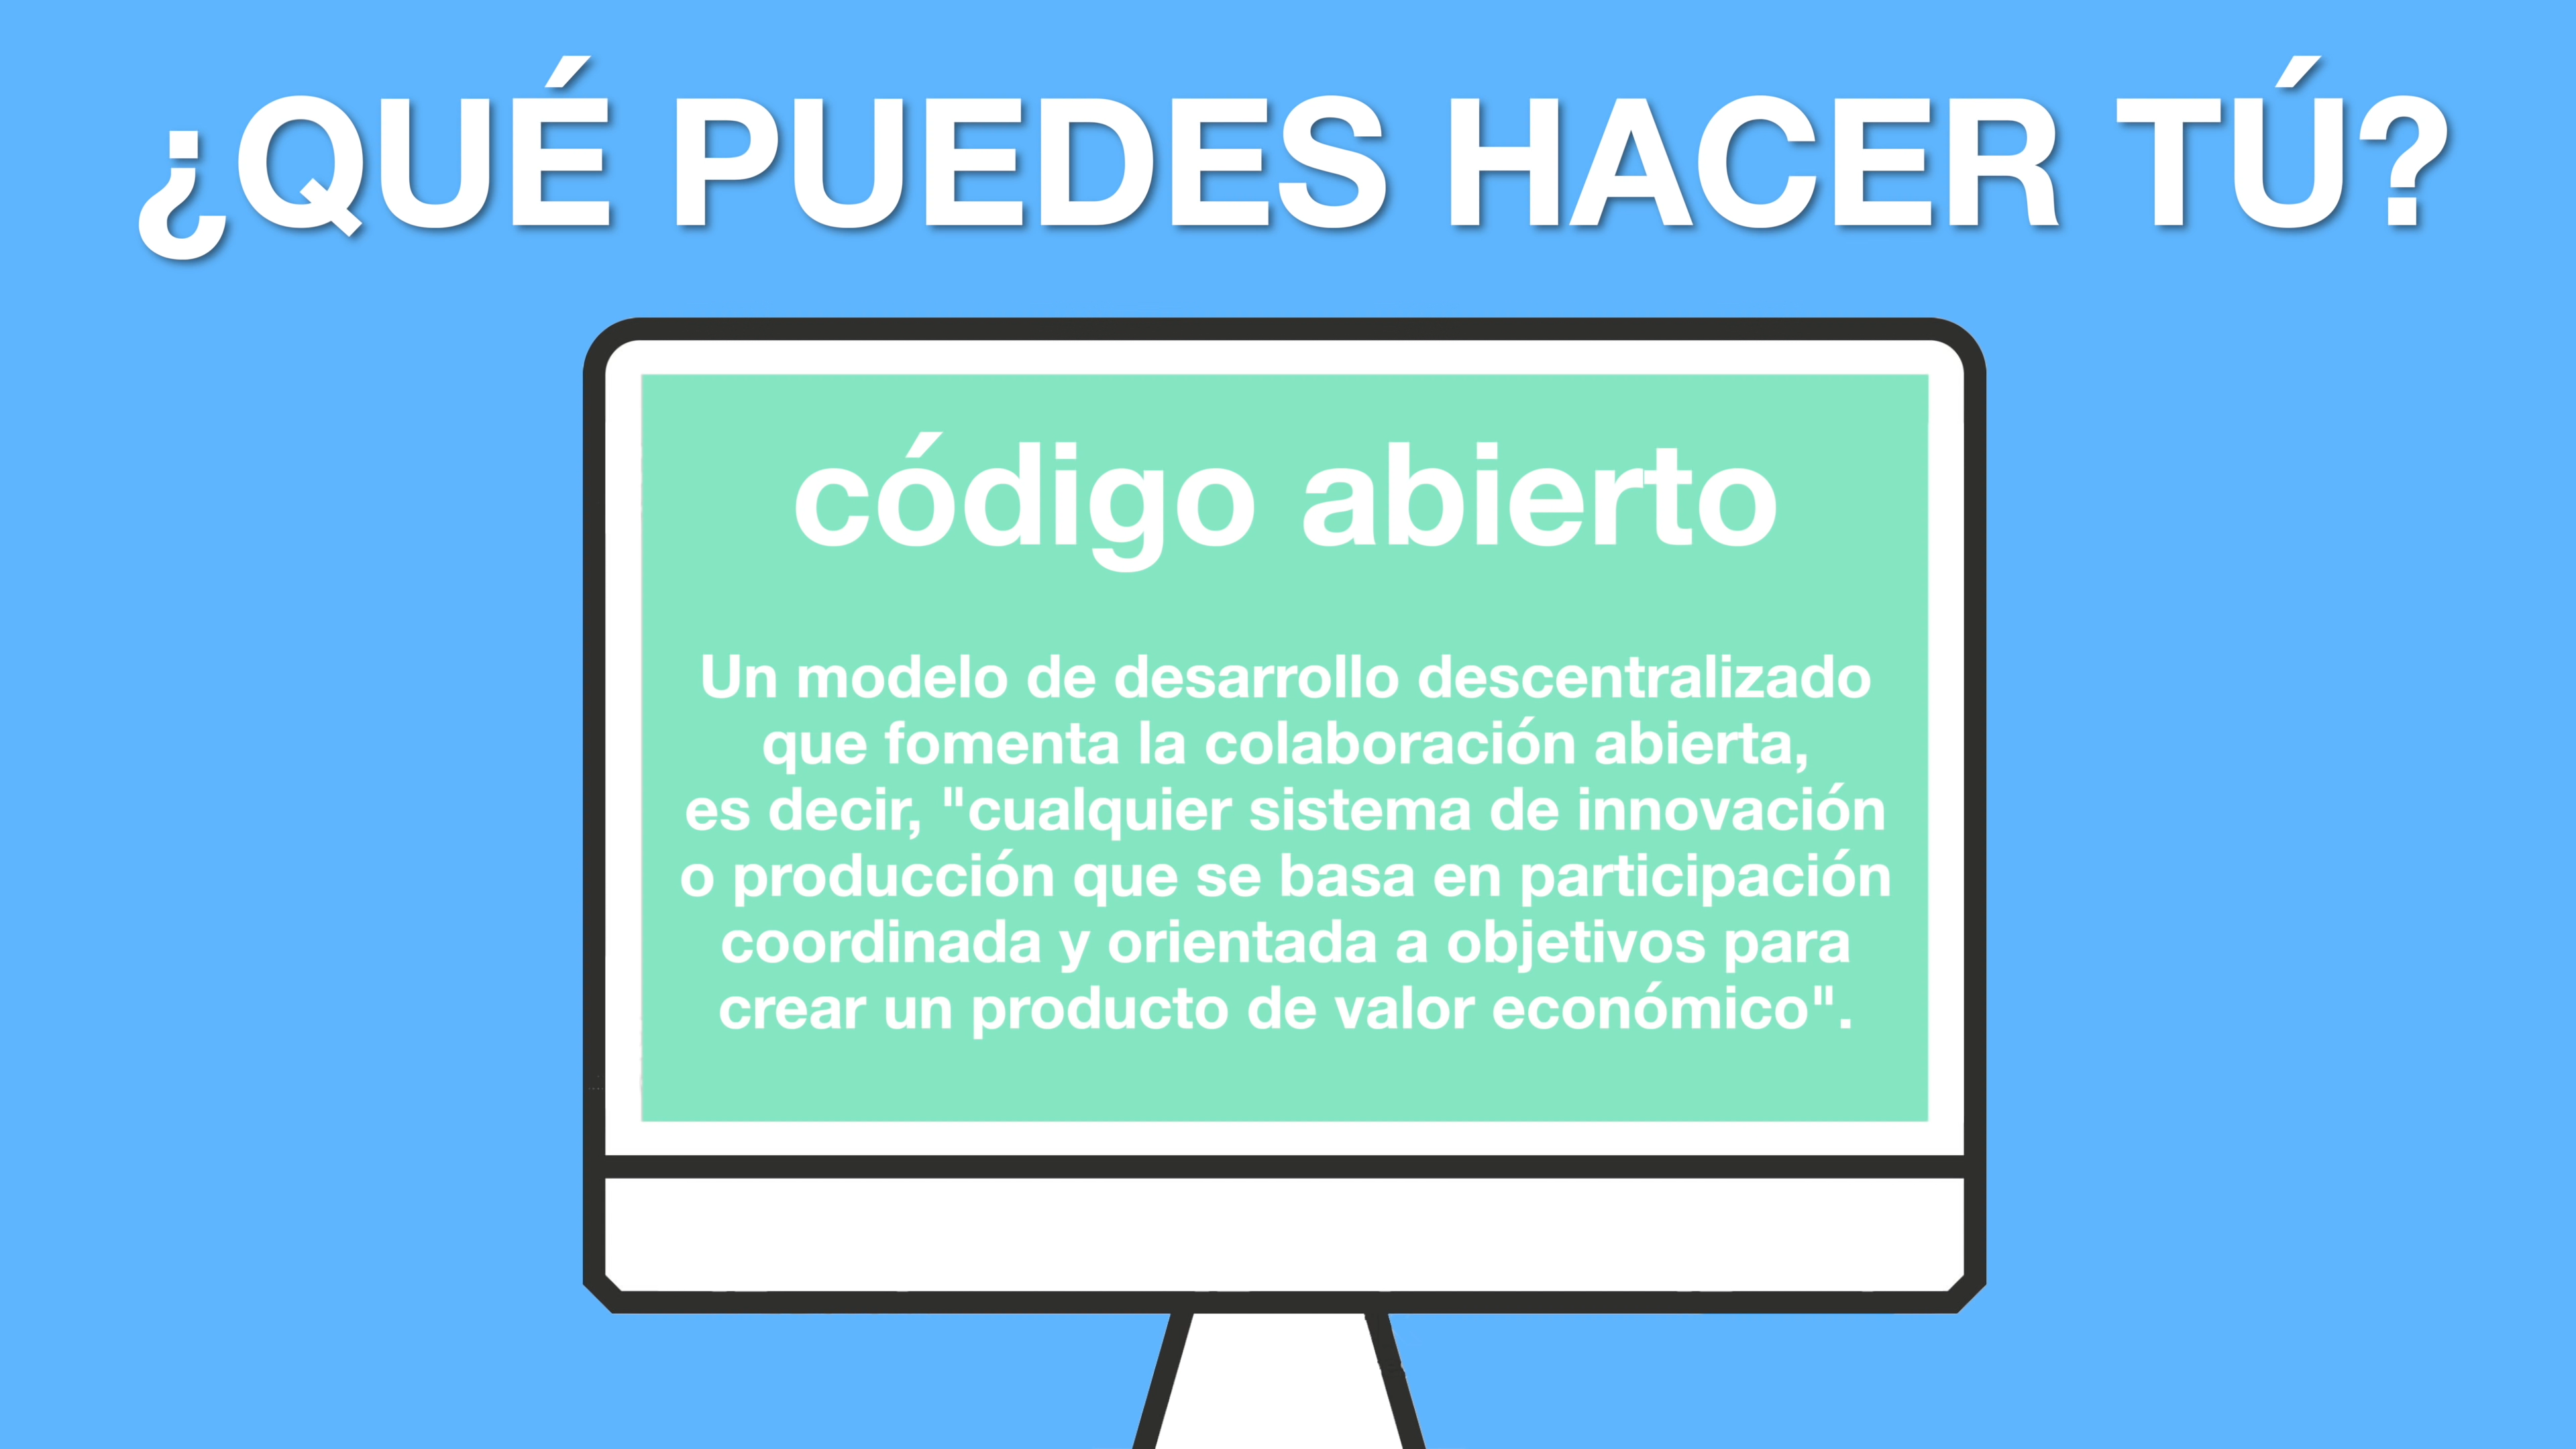 ¿QUÉ PUEDES HACER TÚ?
código abierto
Un modelo de desarrollo descentralizado
que fomenta la colaboración abierta,
es decir, "cualquier sistema de innovación
o producción que se basa en participación
coordinada y orientada a objetivos para
crear un producto de valor económico".